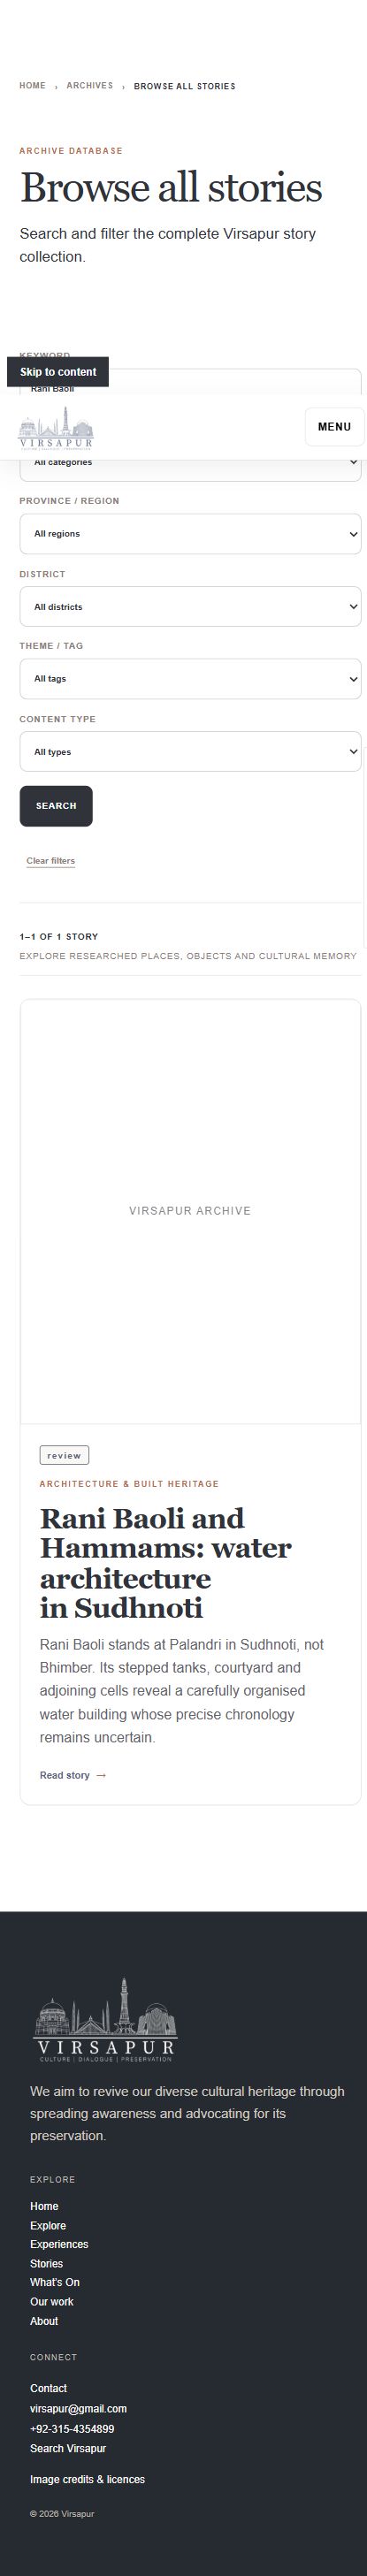 HOME › ARCHIVES › BROWSE ALL STORIES
ARCHIVE DATABASE
Browse all stories
Search and filter the complete Virsapur story
collection.
KEYWORD
Skip to content
Rani Baoli
VIRSAPUR
MENU
All categories
PROVINCE / REGION
All regions
DISTRICT
All districts
THEME / TAG
All tags
CONTENT TYPE
All types
SEARCH
Clear filters
1–1 OF 1 STORY
EXPLORE RESEARCHED PLACES, OBJECTS AND CULTURAL MEMORY
VIRSAPUR ARCHIVE
review
ARCHITECTURE & BUILT HERITAGE
Rani Baoli and
Hammams: water
architecture
in Sudhnoti
Rani Baoli stands at Palandri in Sudhnoti, not
Bhimber. Its stepped tanks, courtyard and
adjoining cells reveal a carefully organised
water building whose precise chronology
remains uncertain.
Read story →
VIRSAPUR
CULTURE | DIALOGUE | PRESERVATION
We aim to revive our diverse cultural heritage through
spreading awareness and advocating for its
preservation.
EXPLORE
Home
Explore
Experiences
Stories
What's On
Our work
About
CONNECT
Contact
virsapur@gmail.com
+92-315-4354899
Search Virsapur
Image credits & licences
© 2026 Virsapur